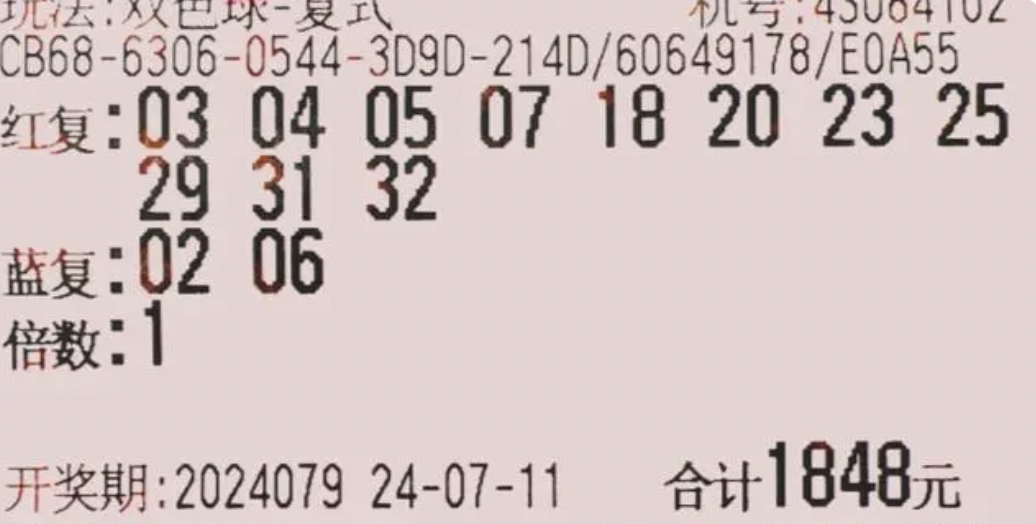 玩法:双色球-复式 机号:43084102
CB68-6306-0544-3D9D-214D/60649178/E0A55
红复:03 04 05 07 18 20 23 25
29 31 32
蓝复:02 06
倍数:1
开奖期:2024079 24-07-11 合计1848元